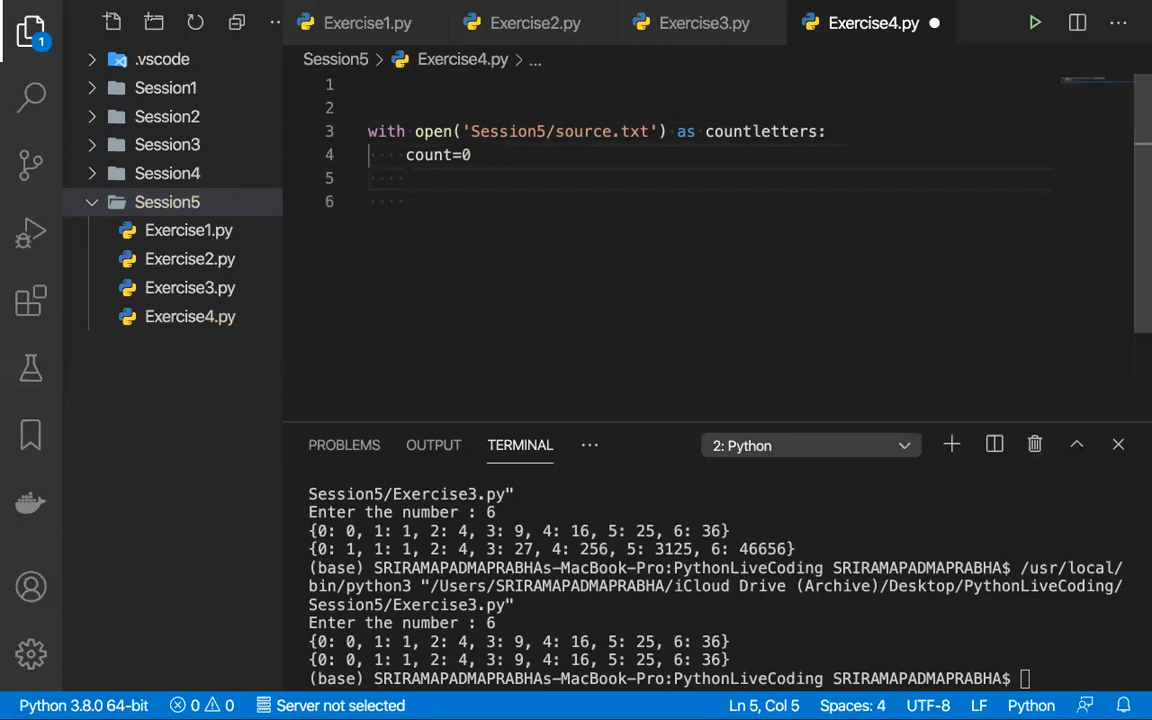 Exercise1.py
Exercise2.py
Exercise3.py
Exercise4.py
1
.vscode
Session1
Session2
Session3
Session4
Session5
Exercise1.py
Exercise2.py
Exercise3.py
Exercise4.py
Session5 > Exercise4.py > ...
1
2
3 with open('Session5/source.txt') as countletters:
4 count=0
5
6
PROBLEMS OUTPUT TERMINAL ... 2: Python
Session5/Exercise3.py"
Enter the number : 6
{0: 0, 1: 1, 2: 4, 3: 9, 4: 16, 5: 25, 6: 36}
{0: 1, 1: 1, 2: 4, 3: 27, 4: 256, 5: 3125, 6: 46656}
(base) SRIRAMAPADMAPRABHAs-MacBook-Pro:PythonLiveCoding SRIRAMAPADMAPRABHA$ /usr/local/
bin/python3 "/Users/SRIRAMAPADMAPRABHA/iCloud Drive (Archive)/Desktop/PythonLiveCoding/
Session5/Exercise3.py"
Enter the number : 6
{0: 0, 1: 1, 2: 4, 3: 9, 4: 16, 5: 25, 6: 36}
{0: 0, 1: 1, 2: 4, 3: 9, 4: 16, 5: 25, 6: 36}
(base) SRIRAMAPADMAPRABHAs-MacBook-Pro:PythonLiveCoding SRIRAMAPADMAPRABHA$
Python 3.8.0 64-bit 0 0 Server not selected Ln 5, Col 5 Spaces: 4 UTF-8 LF Python